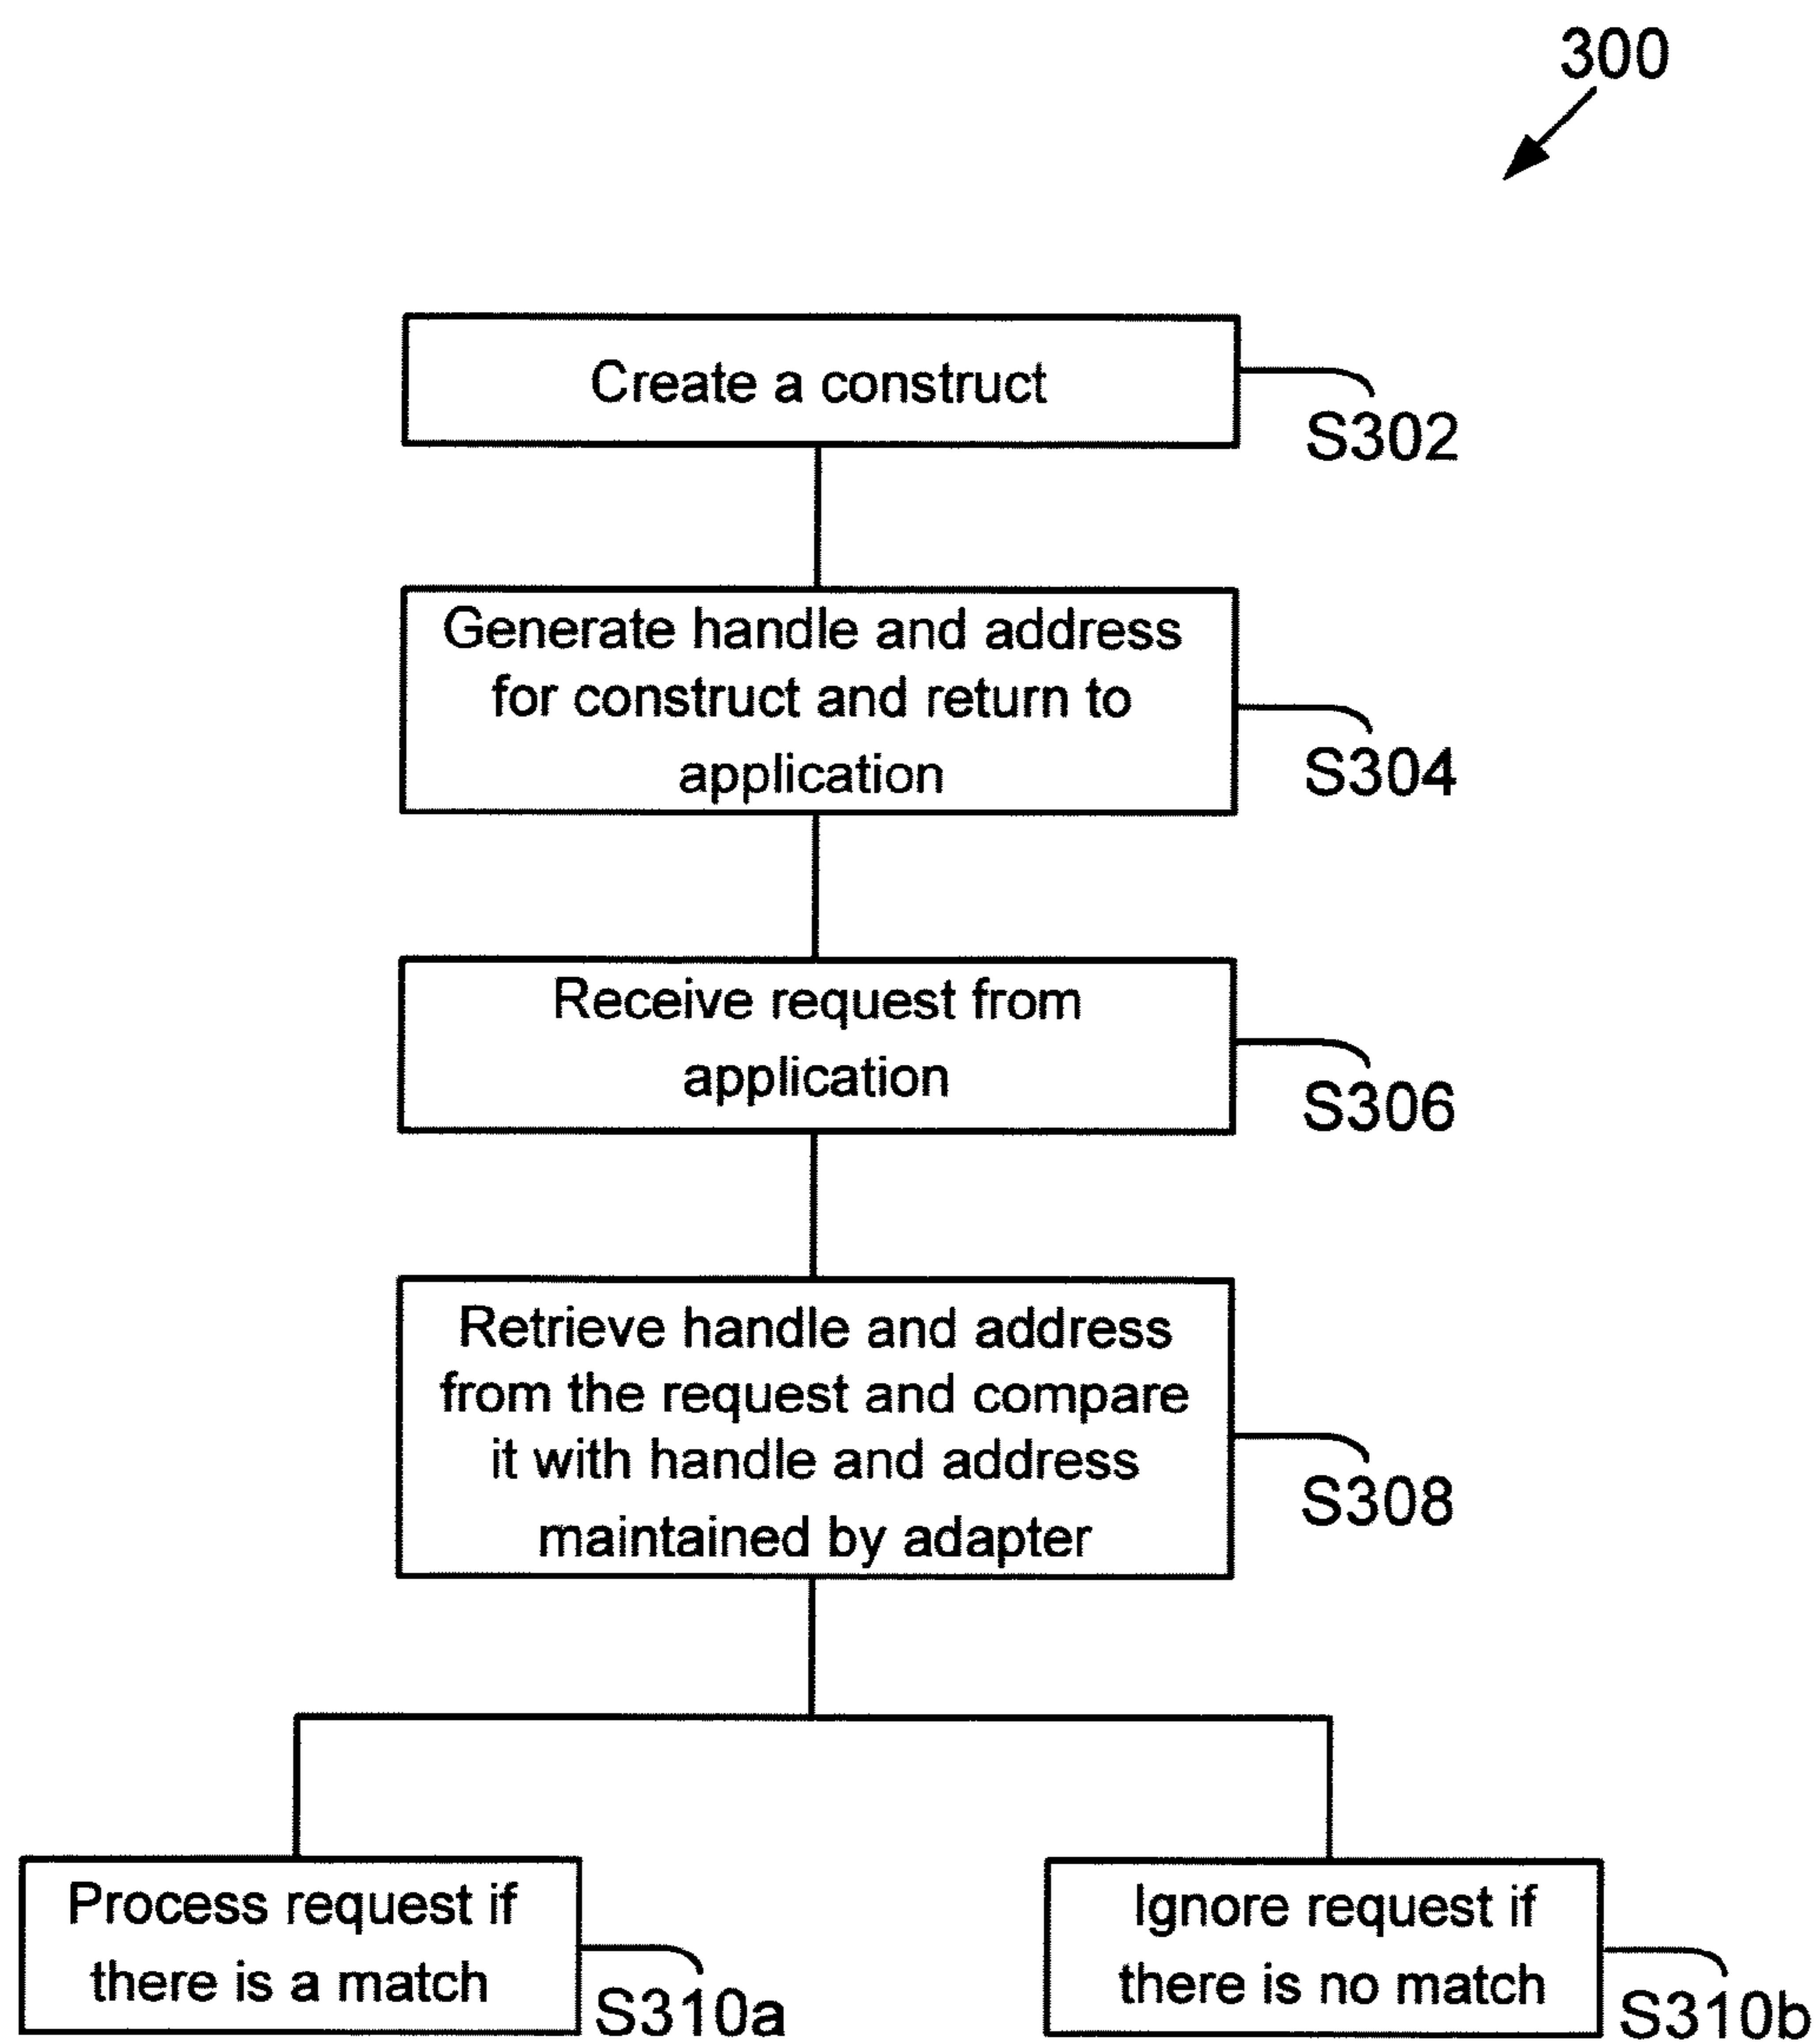 300
Create a construct
S302
Generate handle and address
for construct and return to
application
S304
Receive request from
application
S306
Retrieve handle and address
from the request and compare
it with handle and address
maintained by adapter
S308
Process request if
there is a match
S310a
Ignore request if
there is no match
S310b